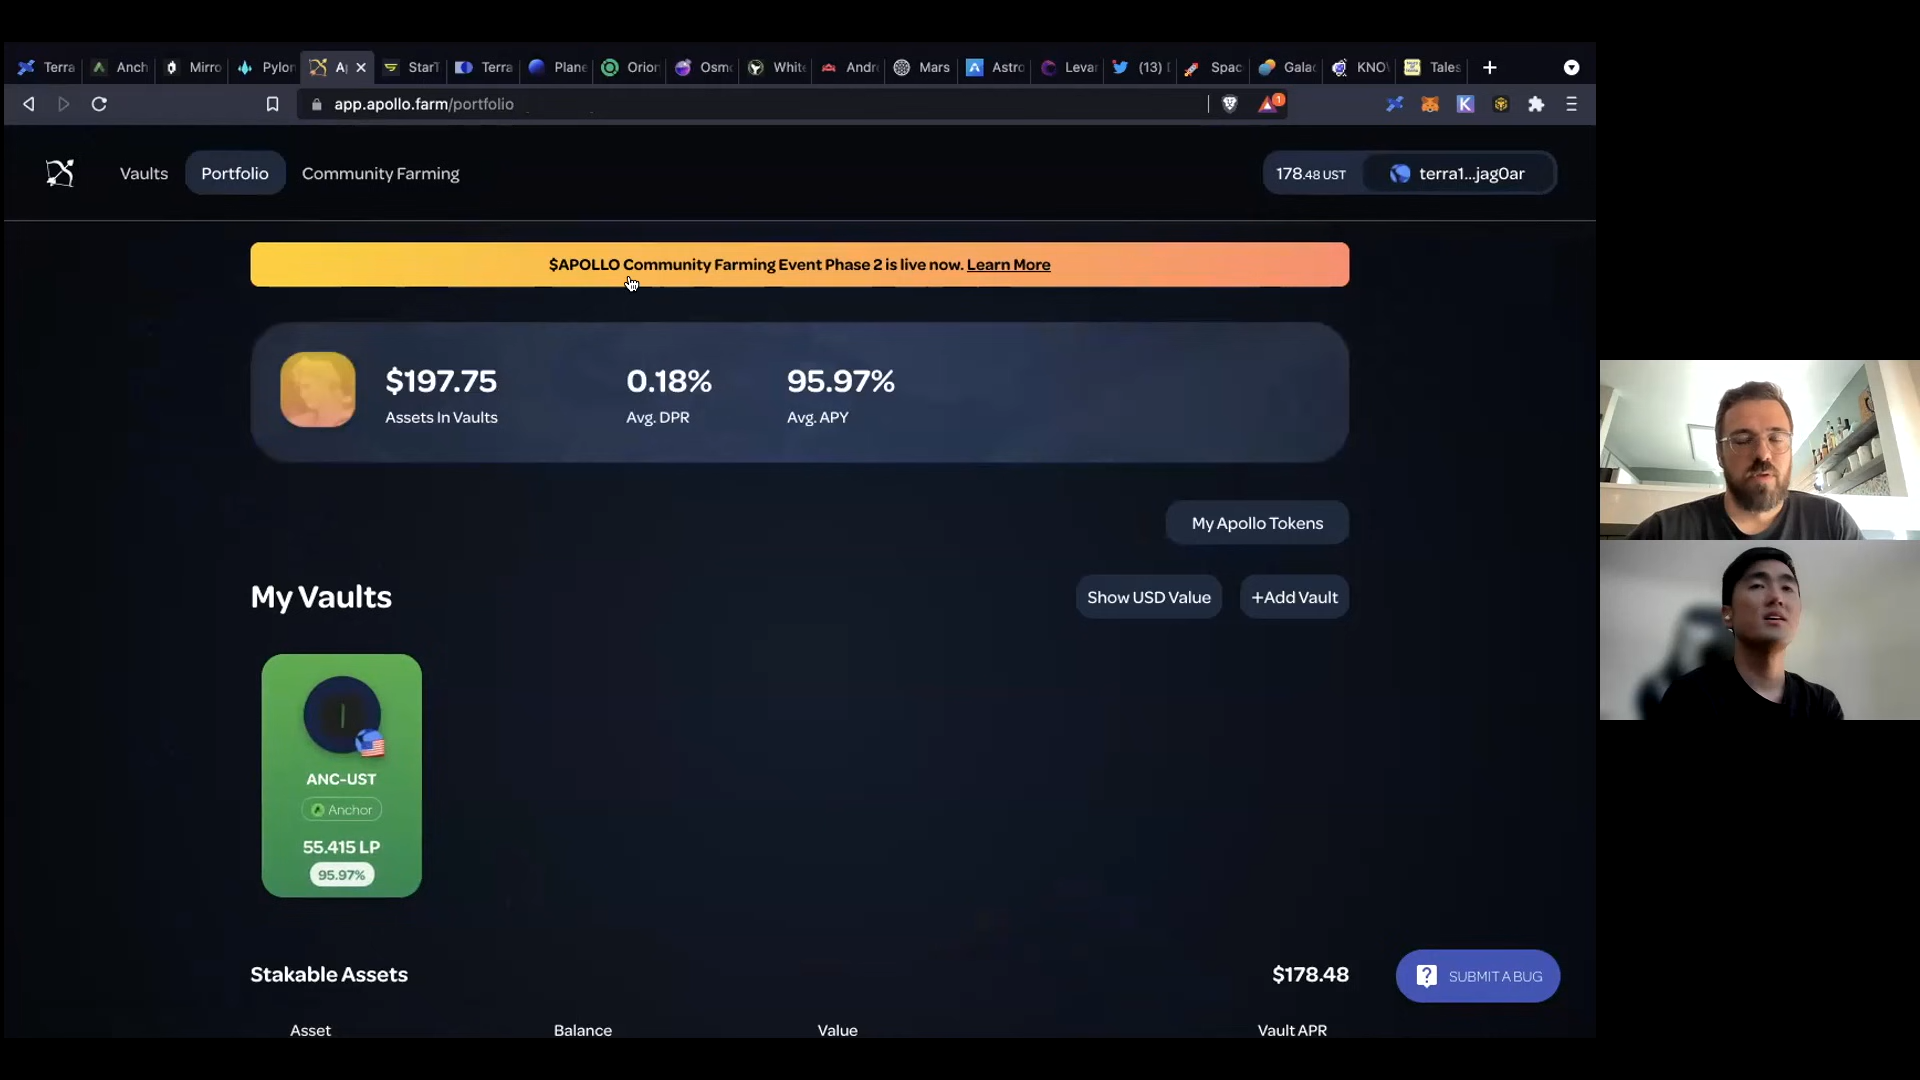 Terra
Anch
Mirro
Pylon
A
StarT
Terra
Plane
Orion
Osmo
White
Andr
Mars
Astro
Leva
(13)
Spac
Galac
KNO
Tales
app.apollo.farm/portfolio
1
K
Vaults
Portfolio
Community Farming
178.48 UST
terra1...jag0ar
$APOLLO Community Farming Event Phase 2 is live now. Learn More
$197.75
0.18%
95.97%
Assets In Vaults
Avg. DPR
Avg. APY
My Apollo Tokens
My Vaults
Show USD Value
+Add Vault
ANC-UST
Anchor
55.415 LP
95.97%
Stakable Assets
$178.48
SUBMIT A BUG
Asset
Balance
Value
Vault APR